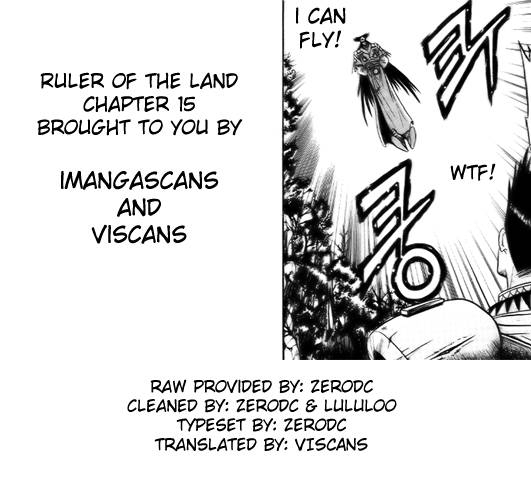 RULER OF THE LAND
CHAPTER 15
BROUGHT TO YOU BY
IMANGASCANS
AND
VISCANS
I CAN
FLY!
WTF!
RAW PROVIDED BY: ZERODC
CLEANED BY: ZERODC & LULULOO
TYPESET BY: ZERODC
TRANSLATED BY: VISCANS